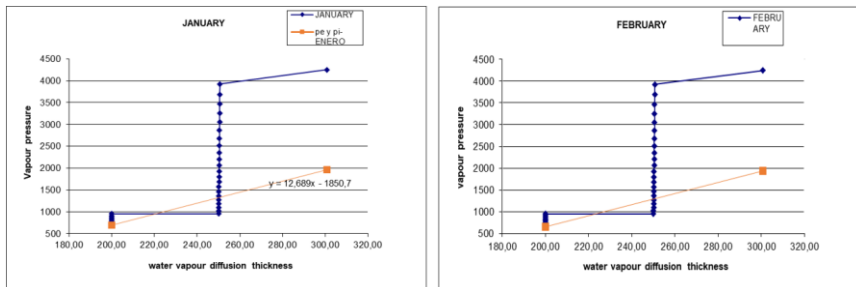 JANUARY
JANUARY
pe y pi-
ENERO
Vapour pressure
4500
4000
3500
3000
2500
2000
1500
1000
500
y = 12,689x - 1850,7
180,00 200,00 220,00 240,00 260,00 280,00 300,00 320,00
water vapour diffusion thickness
FEBRUARY
FEBRU
ARY
vapour pressure
4500
4000
3500
3000
2500
2000
1500
1000
500
180,00 200,00 220,00 240,00 260,00 280,00 300,00 320,00
water vapour diffusion thickness